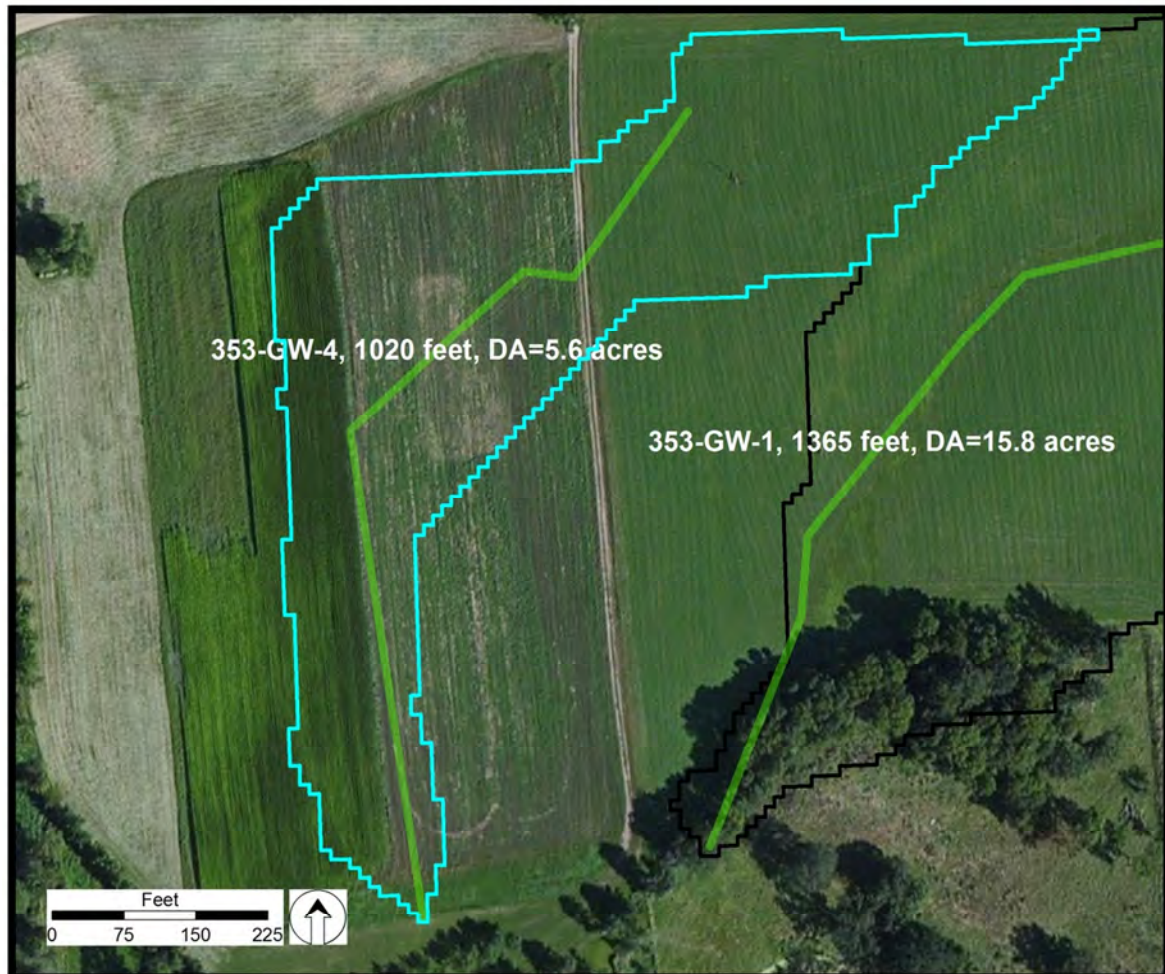 353-GW-4, 1020 feet, DA=5.6 acres
353-GW-1, 1365 feet, DA=15.8 acres
Feet
0 75 150 225